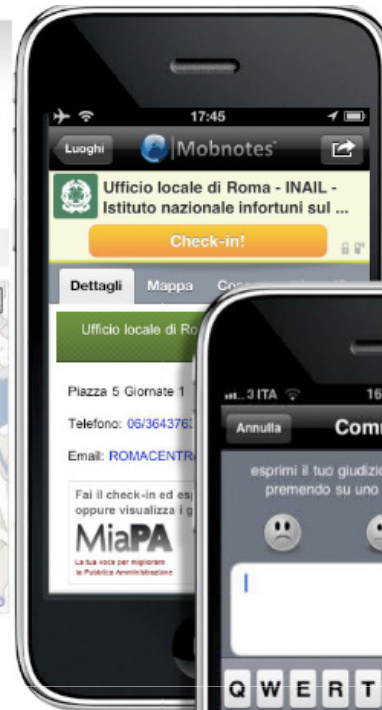 17:45
Luoghi
Mobnotes
Ufficio locale di Roma - INAIL -
Istituto nazionale infortuni sul ...
Check-in!
Dettagli Mappa
Ufficio locale di Ro
Piazza 5 Giornate 1
Telefono: 06/364376
Email: ROMACENTR
Fai il check-in ed es
oppure visualizza i g
MiaPA
La tua voce per migliorare
la Pubblica Amministrazione
3 ITA 16
Annulla Comm
esprimi il tuo giudizio
premendo su uno
Q W E R T